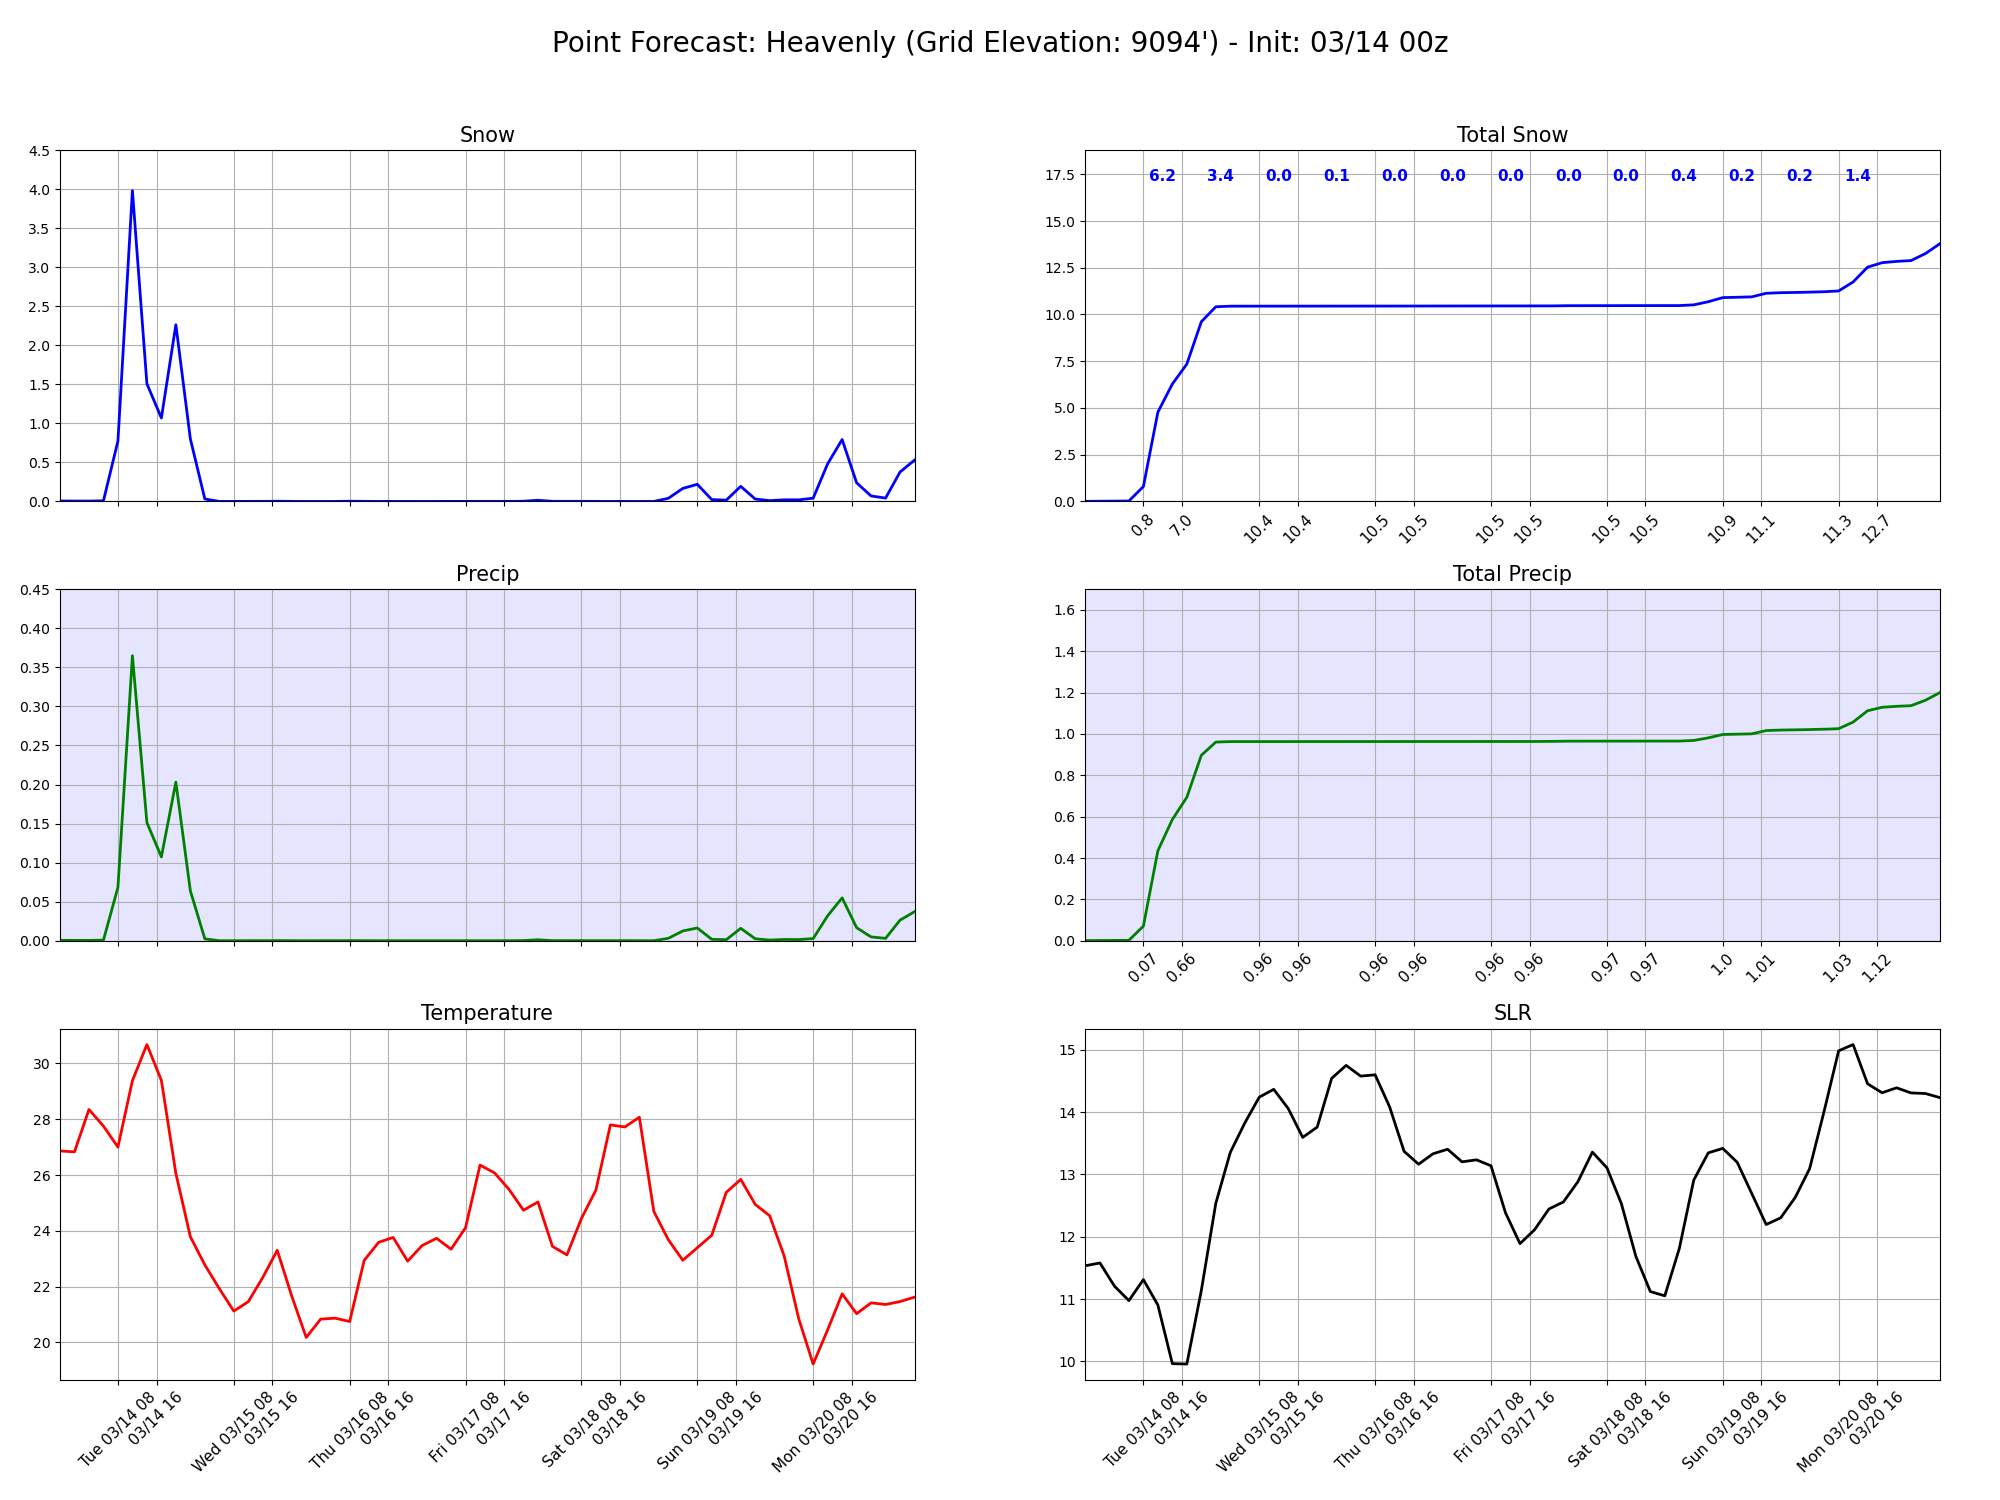 Point Forecast: Heavenly (Grid Elevation: 9094') - Init: 03/14 00z
Snow
4.5
4.0
3.5
3.0
2.5
2.0
1.5
1.0
0.5
0.0
Total Snow
17.5
15.0
12.5
10.0
7.5
5.0
2.5
0.0
6.2 3.4 0.0 0.1 0.0 0.0 0.0 0.0 0.0 0.4 0.2 0.2 1.4
0.8 7.0 10.4 10.4 10.5 10.5 10.5 10.5 10.5 10.5 10.9 11.1 11.3 12.7
Precip
0.45
0.40
0.35
0.30
0.25
0.20
0.15
0.10
0.05
0.00
Total Precip
1.6
1.4
1.2
1.0
0.8
0.6
0.4
0.2
0.0
0.07 0.66 0.96 0.96 0.96 0.96 0.96 0.96 0.97 0.97 1.0 1.01 1.03 1.12
Temperature
30
28
26
24
22
20
Tue 03/14 08
03/14 16
Wed 03/15 08
03/15 16
Thu 03/16 08
03/16 16
Fri 03/17 08
03/17 16
Sat 03/18 08
03/18 16
Sun 03/19 08
03/19 16
Mon 03/20 08
03/20 16
SLR
15
14
13
12
11
10
Tue 03/14 08
03/14 16
Wed 03/15 08
03/15 16
Thu 03/16 08
03/16 16
Fri 03/17 08
03/17 16
Sat 03/18 08
03/18 16
Sun 03/19 08
03/19 16
Mon 03/20 08
03/20 16